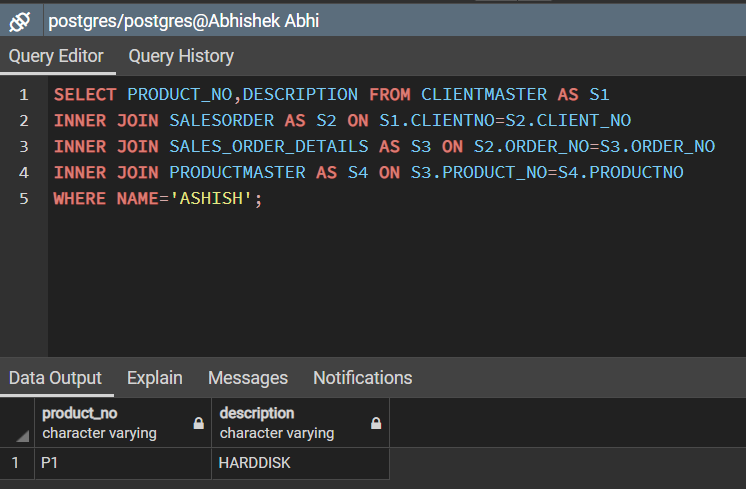 postgres/postgres@Abhishek Abhi
Query Editor Query History
1 SELECT PRODUCT_NO,DESCRIPTION FROM CLIENTMASTER AS S1
2 INNER JOIN SALESORDER AS S2 ON S1.CLIENTNO=S2.CLIENT_NO
3 INNER JOIN SALES_ORDER_DETAILS AS S3 ON S2.ORDER_NO=S3.ORDER_NO
4 INNER JOIN PRODUCTMASTER AS S4 ON S3.PRODUCT_NO=S4.PRODUCTNO
5 WHERE NAME='ASHISH';
Data Output Explain Messages Notifications
product_no description
character varying character varying
1 P1 HARDDISK